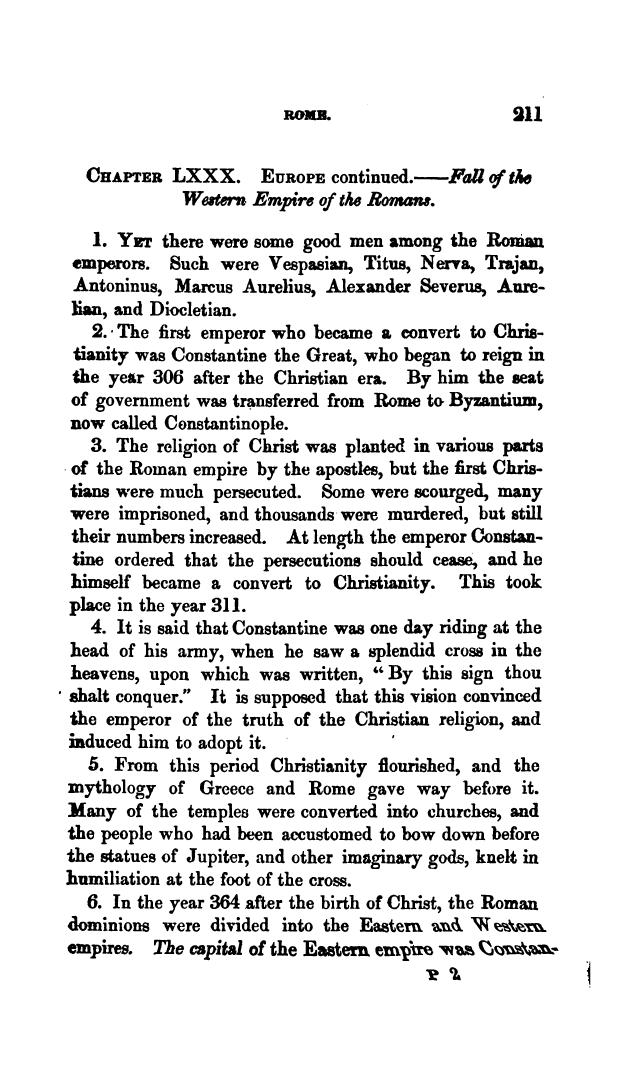 ROME. 211
CHAPTER LXXX. EUROPE continued.——Fall of the
Western Empire of the Romans.
1. YET there were some good men among the Roman
emperors. Such were Vespasian, Titus, Nerva, Trajan,
Antoninus, Marcus Aurelius, Alexander Severus, Aure-
lian, and Diocletian.
2. The first emperor who became a convert to Chris-
tianity was Constantine the Great, who began to reign in
the year 306 after the Christian era. By him the seat
of government was transferred from Rome to Byzantium,
now called Constantinople.
3. The religion of Christ was planted in various parts
of the Roman empire by the apostles, but the first Chris-
tians were much persecuted. Some were scourged, many
were imprisoned, and thousands were murdered, but still
their numbers increased. At length the emperor Constan-
tine ordered that the persecutions should cease, and he
himself became a convert to Christianity. This took
place in the year 311.
4. It is said that Constantine was one day riding at the
head of his army, when he saw a splendid cross in the
heavens, upon which was written, “By this sign thou
shalt conquer.” It is supposed that this vision convinced
the emperor of the truth of the Christian religion, and
induced him to adopt it.
5. From this period Christianity flourished, and the
mythology of Greece and Rome gave way before it.
Many of the temples were converted into churches, and
the people who had been accustomed to bow down before
the statues of Jupiter, and other imaginary gods, knelt in
humiliation at the foot of the cross.
6. In the year 364 after the birth of Christ, the Roman
dominions were divided into the Eastern and Western
empires. The capital of the Eastern empire was Constan-
P 2